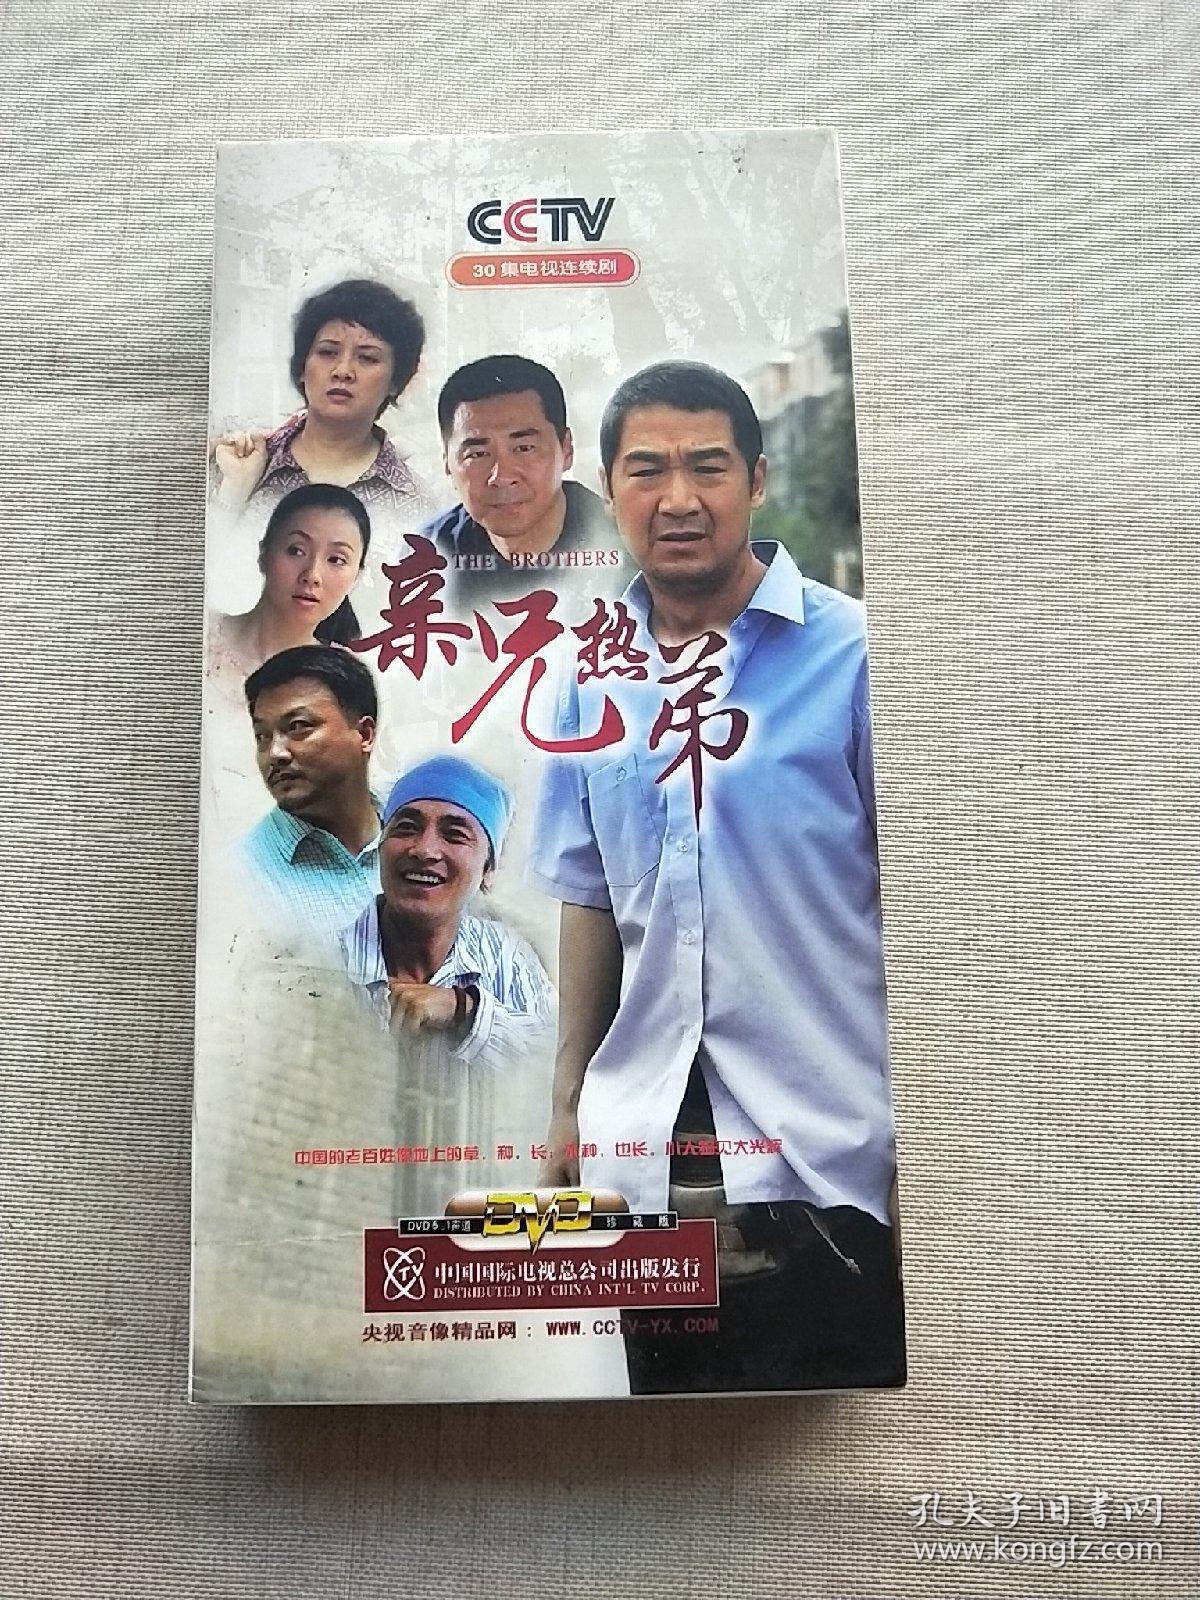 CCTV
30集电视连续剧
THE BROTHERS
亲兄热弟
中国的老百姓像地上的草，种，长；不种，也长。小人物见大光辉
DVD5.1声道
DVD
珍藏版
中国国际电视总公司出版发行
DISTRIBUTED BY CHINA INT'L TV CORP.
央视音像精品网：WWW.CCTV-YX.COM
孔夫子旧书网
www.kongfz.com